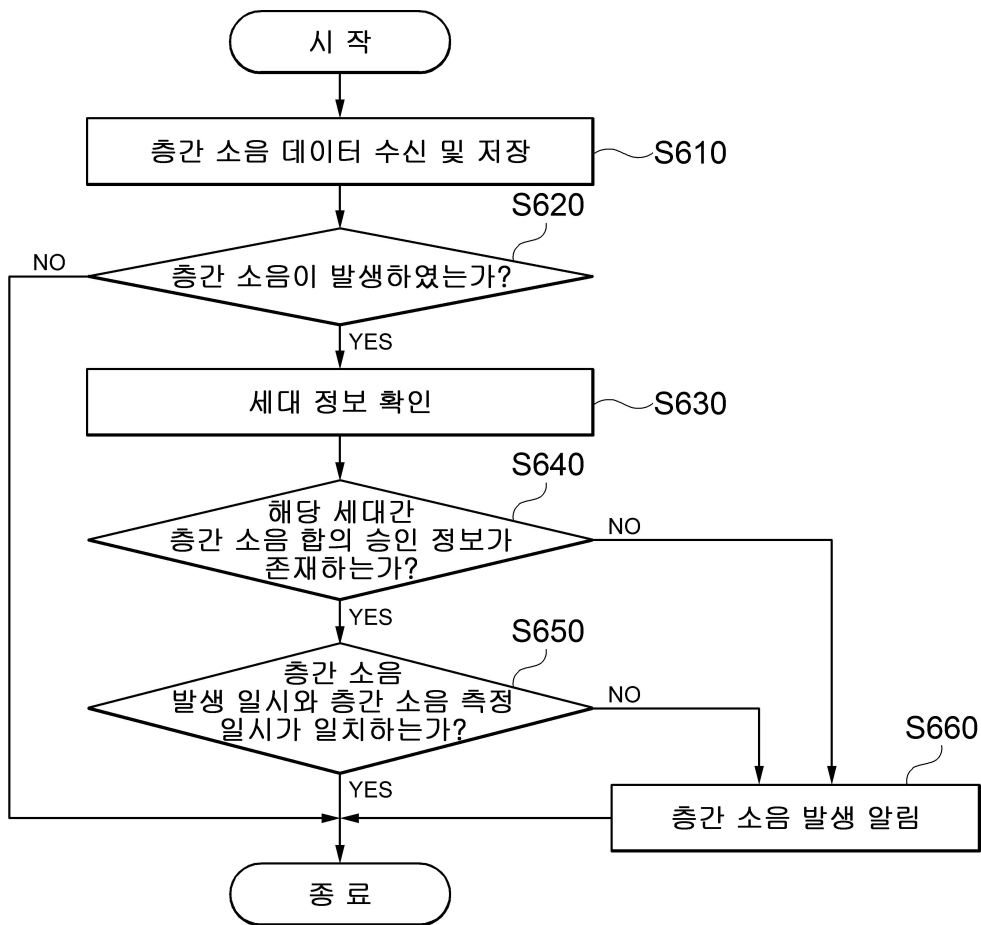 시 작
층간 소음 데이터 수신 및 저장
S610
S620
NO
층간 소음이 발생하였는가?
YES
세대 정보 확인
S630
S640
해당 세대간
층간 소음 합의 승인 정보가
존재하는가?
NO
YES
S650
층간 소음
발생 일시와 층간 소음 측정
일시가 일치하는가?
NO
YES
S660
층간 소음 발생 알림
종 료